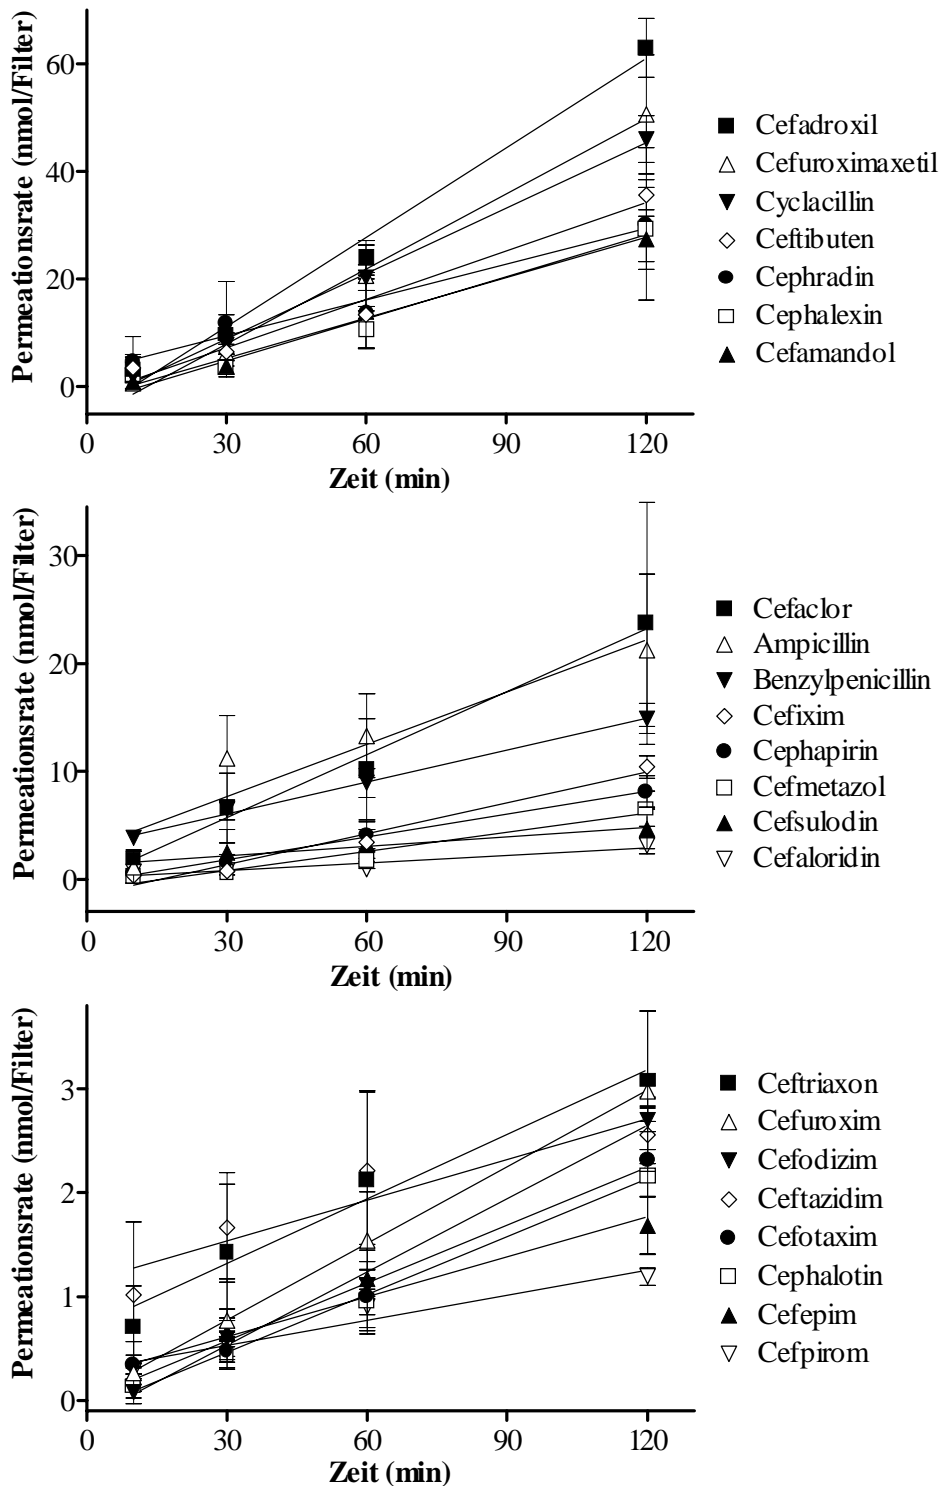 Permeationsrate (nmol/Filter)
60
40
20
0
0 30 60 90 120
Zeit (min)
Cefadroxil
Cefuroximaxetil
Cyclacillin
Ceftibuten
Cephradin
Cephalexin
Cefamandol
Permeationsrate (nmol/Filter)
30
20
10
0
0 30 60 90 120
Zeit (min)
Cefaclor
Ampicillin
Benzylpenicillin
Cefixim
Cephapirin
Cefmetazol
Cefsulodin
Cefaloridin
Permeationsrate (nmol/Filter)
3
2
1
0
0 30 60 90 120
Zeit (min)
Ceftriaxon
Cefuroxim
Cefodizim
Ceftazidim
Cefotaxim
Cephalotin
Cefepim
Cefpirom